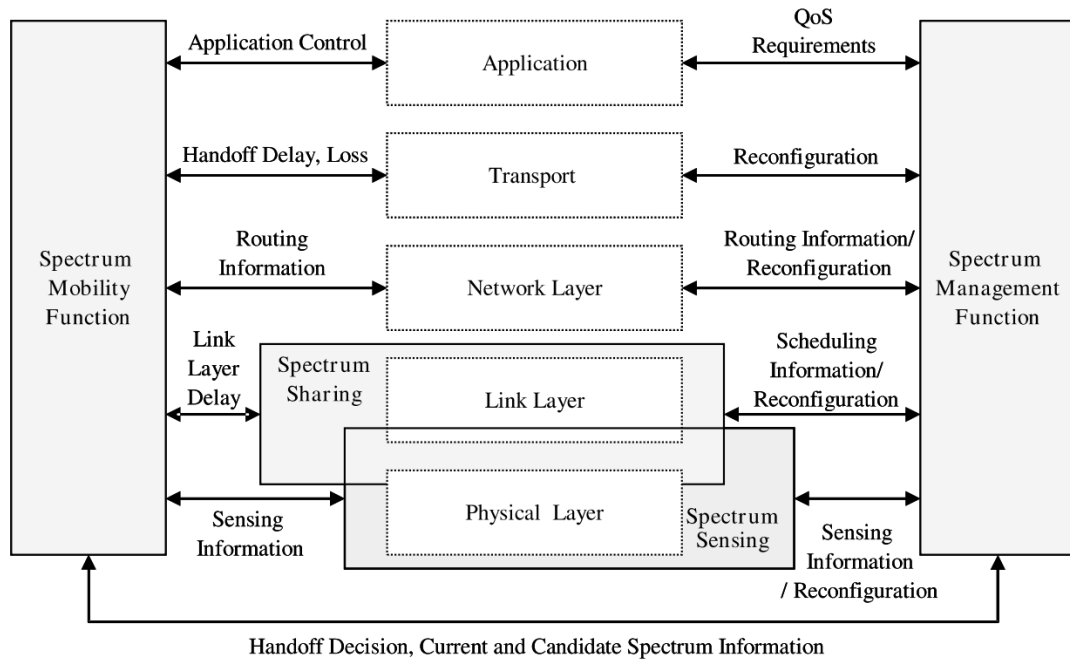 Application Control
Application
QoS
Requirements
Handoff Delay, Loss
Transport
Reconfiguration
Spectrum
Mobility
Function
Routing
Information
Network Layer
Routing Information/
Reconfiguration
Spectrum
Management
Function
Link
Layer
Delay
Spectrum
Sharing
Link Layer
Scheduling
Information/
Reconfiguration
Sensing
Information
Physical Layer
Spectrum
Sensing
Sensing
Information
/ Reconfiguration
Handoff Decision, Current and Candidate Spectrum Information